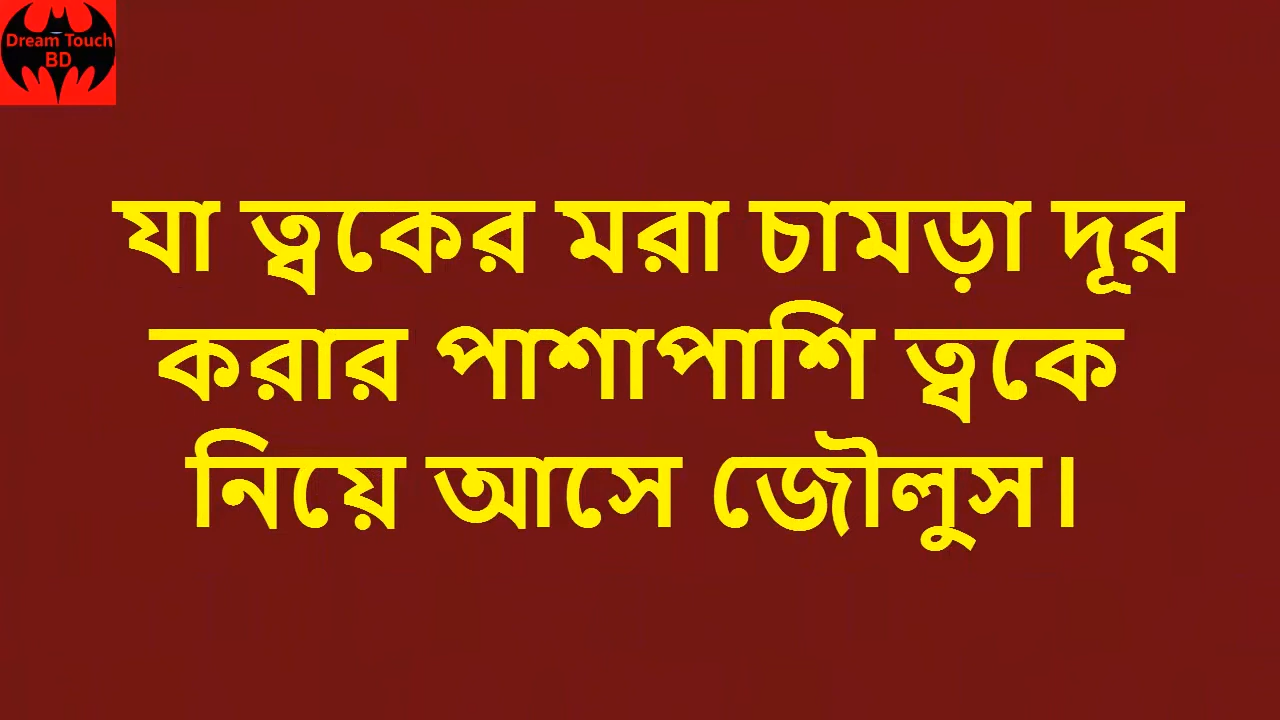 Dream Touch
BD
যা ত্বকের মরা চামড়া দূর
করার পাশাপাশি ত্বকে
নিয়ে আসে জৌলুস।